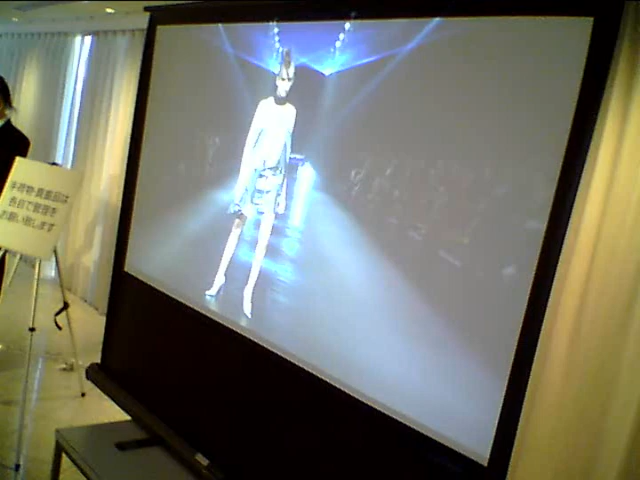 手荷物・貴重品は
各自で管理を
お願い致します